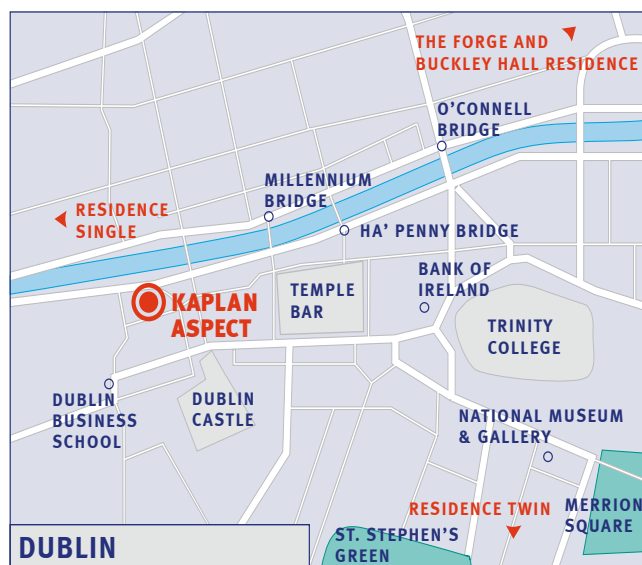 THE FORGE AND
BUCKLEY HALL RESIDENCE
O'CONNELL
BRIDGE
MILLENNIUM
BRIDGE
RESIDENCE
SINGLE
HA' PENNY BRIDGE
BANK OF
IRELAND
TEMPLE
BAR
KAPLAN
ASPECT
TRINITY
COLLEGE
DUBLIN
BUSINESS
SCHOOL
DUBLIN
CASTLE
NATIONAL MUSEUM
& GALLERY
RESIDENCE TWIN
MERRION
SQUARE
ST. STEPHEN'S
GREEN
DUBLIN